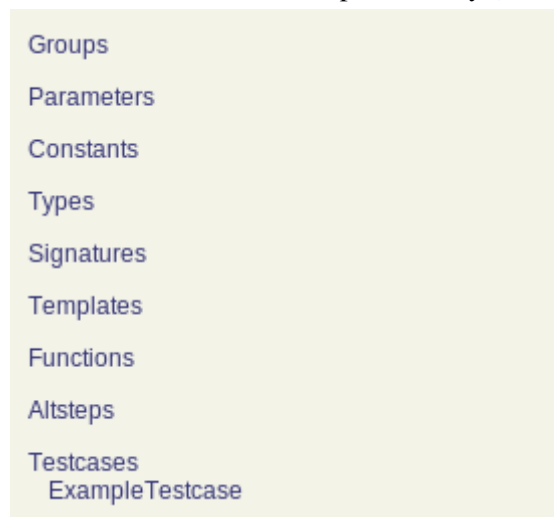 Groups
Parameters
Constants
Types
Signatures
Templates
Functions
Altsteps
Testcases
ExampleTestcase